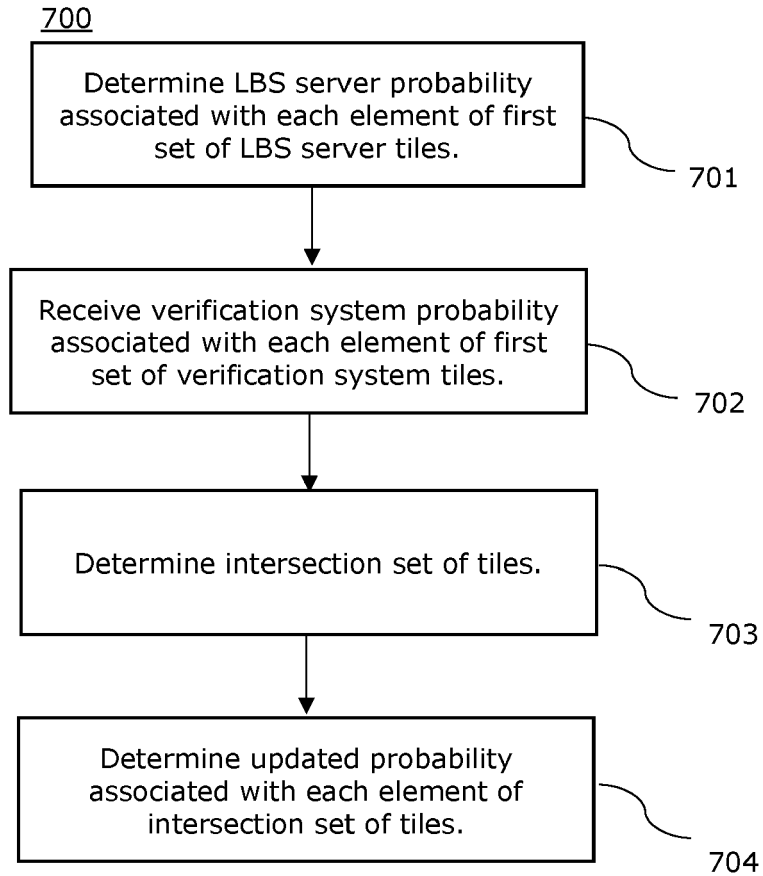 700
Determine LBS server probability
associated with each element of first
set of LBS server tiles.
701
Receive verification system probability
associated with each element of first
set of verification system tiles.
702
Determine intersection set of tiles.
703
Determine updated probability
associated with each element of
intersection set of tiles.
704